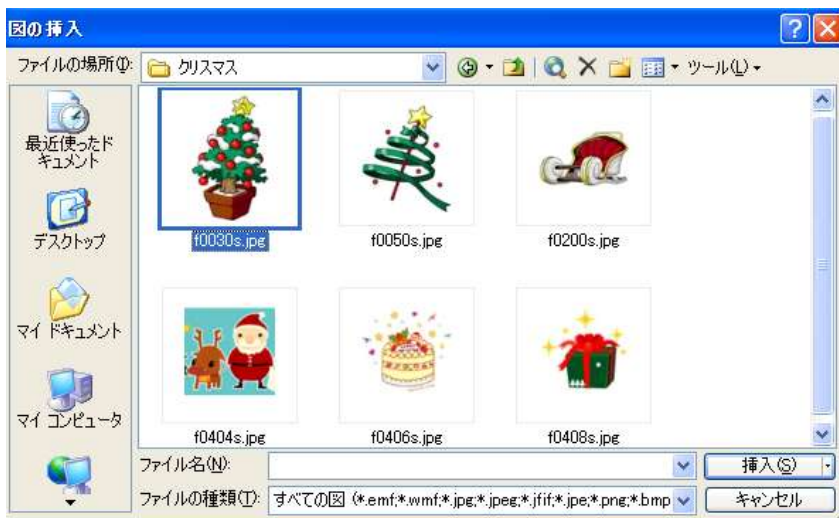 図の挿入
ファイルの場所(I):
クリスマス
ツール(L)
最近使ったド
キュメント
デスクトップ
マイ ドキュメント
マイ コンピュータ
f0030s.jpg
f0050s.jpg
f0200s.jpg
f0404s.jpg
f0406s.jpg
f0408s.jpg
ファイル名(N):
挿入(S)
ファイルの種類(T):
すべての図 (*.emf;*.wmf;*.jpg;*.jpeg;*.jfif;*.jpe;*.png;*.bmp
キャンセル